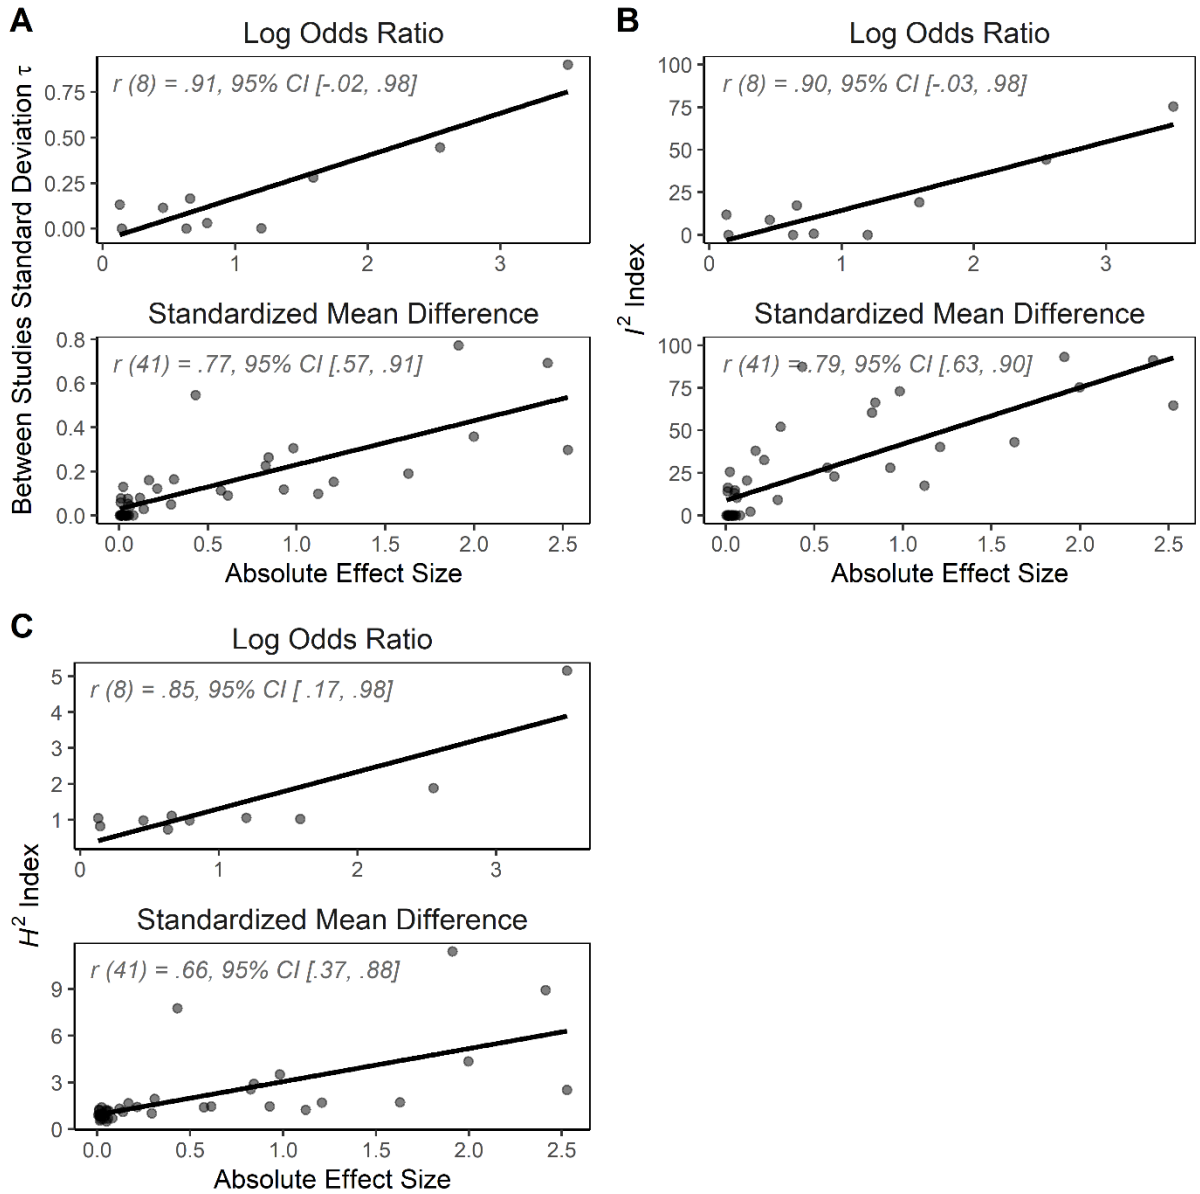 A
Log Odds Ratio
r (8) = .91, 95% CI [-.02, .98]
0.75
0.50
0.25
0.00
0 1 2 3
Between Studies Standard Deviation τ
Standardized Mean Difference
r (41) = .77, 95% CI [.57, .91]
0.8
0.6
0.4
0.2
0.0
0.0 0.5 1.0 1.5 2.0 2.5
Absolute Effect Size
B
Log Odds Ratio
r (8) = .90, 95% CI [-.03, .98]
100
75
50
25
0
0 1 2 3
I² Index
Standardized Mean Difference
r (41) = .79, 95% CI [.63, .90]
100
75
50
25
0
0.0 0.5 1.0 1.5 2.0 2.5
Absolute Effect Size
C
Log Odds Ratio
r (8) = .85, 95% CI [ .17, .98]
5
4
3
2
1
0 1 2 3
H² Index
Standardized Mean Difference
r (41) = .66, 95% CI [.37, .88]
9
6
3
0
0.0 0.5 1.0 1.5 2.0 2.5
Absolute Effect Size